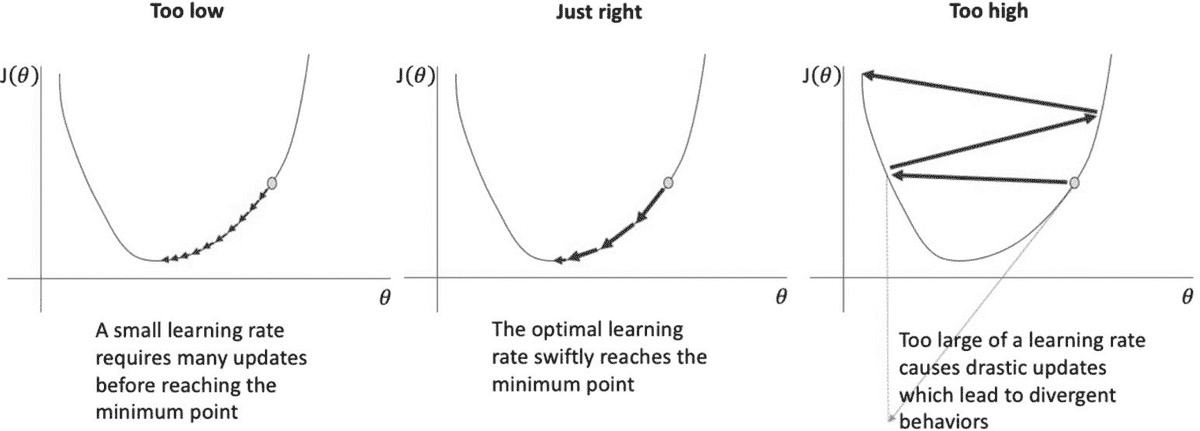 Too low
J(θ)
θ
A small learning rate
requires many updates
before reaching the
minimum point
Just right
J(θ)
θ
The optimal learning
rate swiftly reaches the
minimum point
Too high
J(θ)
θ
Too large of a learning rate
causes drastic updates
which lead to divergent
behaviors